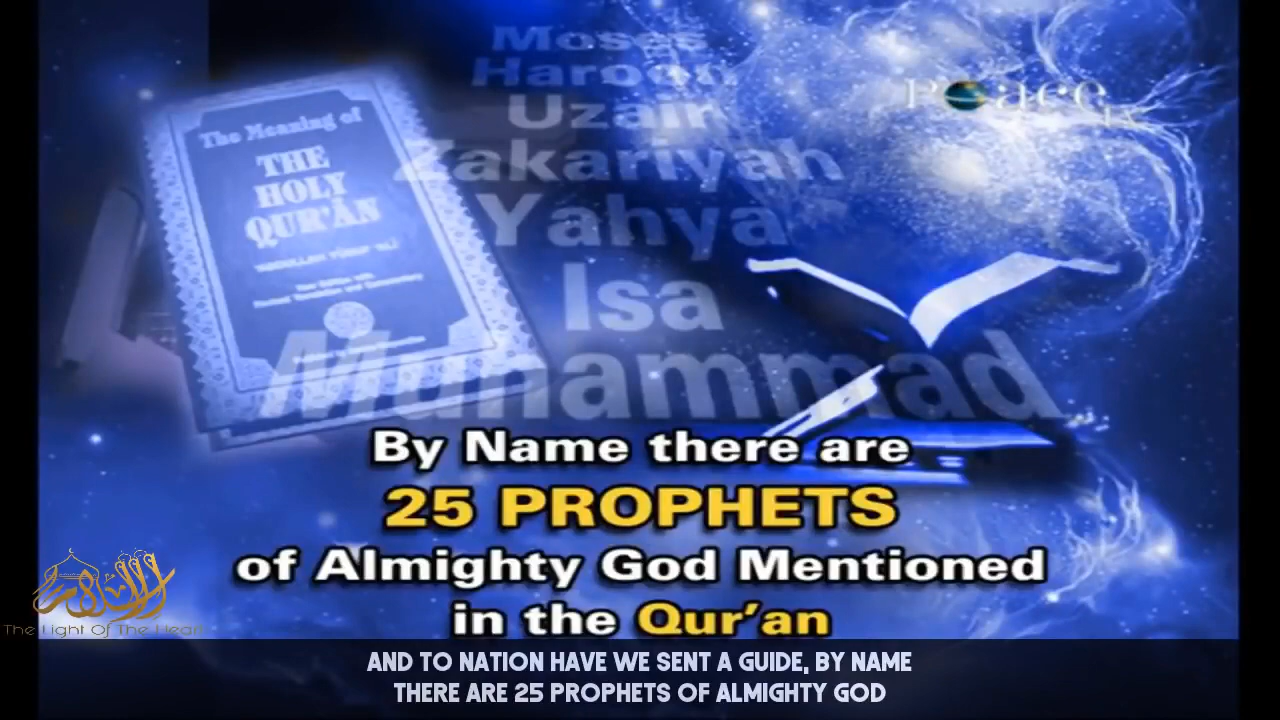 Moses
Haroon
Uzair
Zakariyah
Yahya
Isa
Muhammad
Peace
TV
The Meaning of
THE
HOLY
QUR'ĀN
By Name there are
25 PROPHETS
of Almighty God Mentioned
in the Qur'an
The Light Of The Heart
AND TO NATION HAVE WE SENT A GUIDE, BY NAME
THERE ARE 25 PROPHETS OF ALMIGHTY GOD